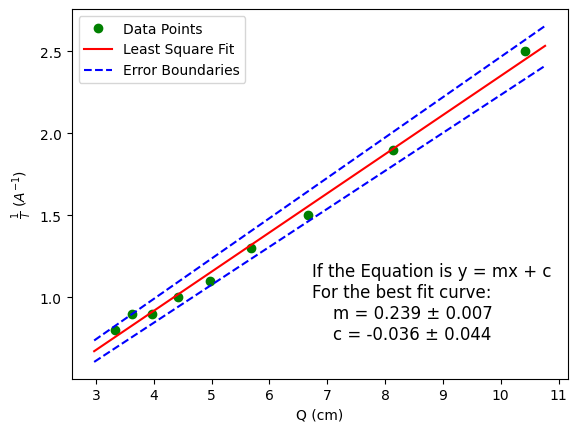 Data Points
Least Square Fit
Error Boundaries
2.5
2.0
1.5
1.0
1/I (A⁻¹)
If the Equation is y = mx + c
For the best fit curve:
m = 0.239 ± 0.007
c = -0.036 ± 0.044
3 4 5 6 7 8 9 10 11
Q (cm)